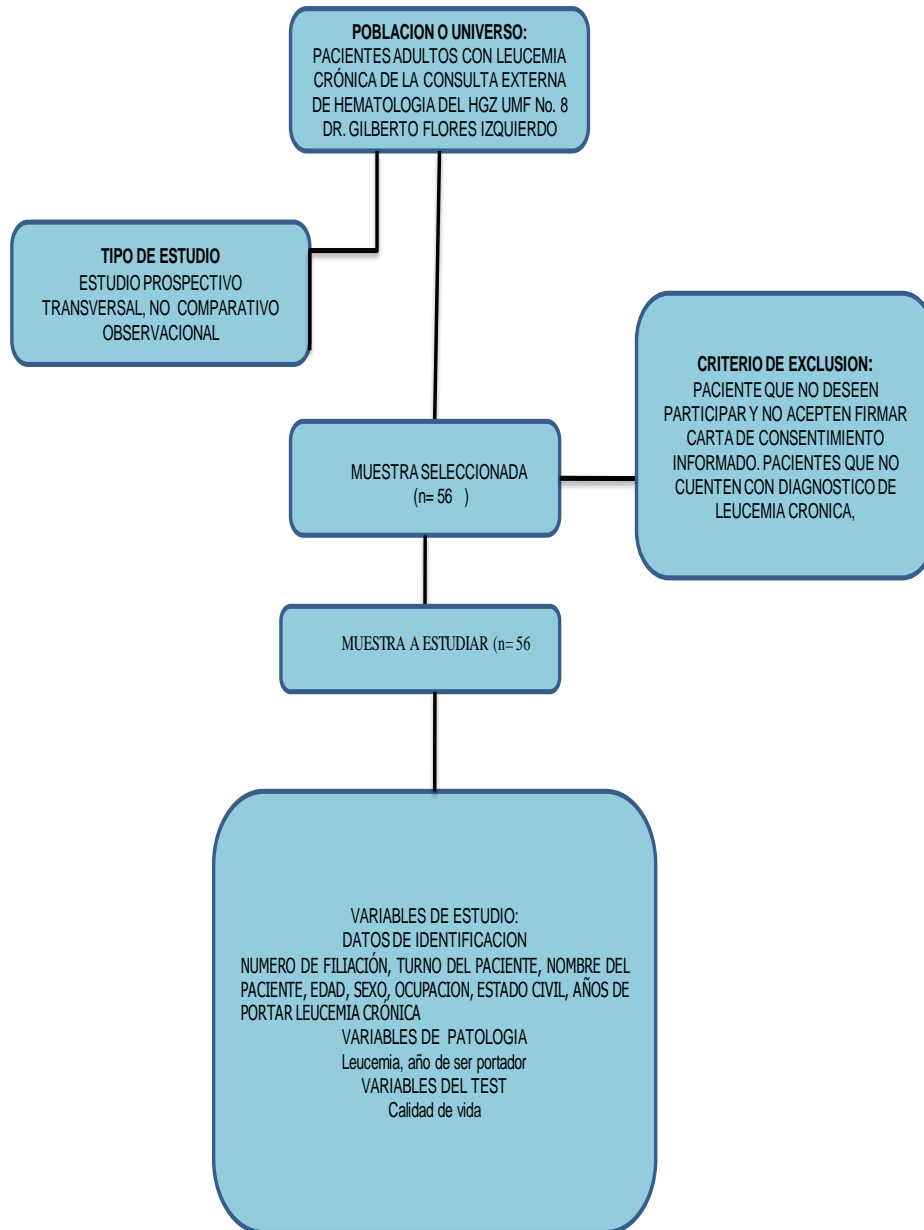 POBLACION O UNIVERSO:
PACIENTES ADULTOS CON LEUCEMIA
CRÓNICA DE LA CONSULTA EXTERNA
DE HEMATOLOGIA DEL HGZ UMF No. 8
DR. GILBERTO FLORES IZQUIERDO
TIPO DE ESTUDIO
ESTUDIO PROSPECTIVO
TRANSVERSAL, NO COMPARATIVO
OBSERVACIONAL
CRITERIO DE EXCLUSION:
PACIENTE QUE NO DESEEN
PARTICIPAR Y NO ACEPTEN FIRMAR
CARTA DE CONSENTIMIENTO
INFORMADO. PACIENTES QUE NO
CUENTEN CON DIAGNOSTICO DE
LEUCEMIA CRONICA,
MUESTRA SELECCIONADA
(n= 56 )
MUESTRA A ESTUDIAR (n= 56
VARIABLES DE ESTUDIO:
DATOS DE IDENTIFICACION
NUMERO DE FILIACIÓN, TURNO DEL PACIENTE, NOMBRE DEL
PACIENTE, EDAD, SEXO, OCUPACION, ESTADO CIVIL, AÑOS DE
PORTAR LEUCEMIA CRÓNICA
VARIABLES DE PATOLOGIA
Leucemia, año de ser portador
VARIABLES DEL TEST
Calidad de vida